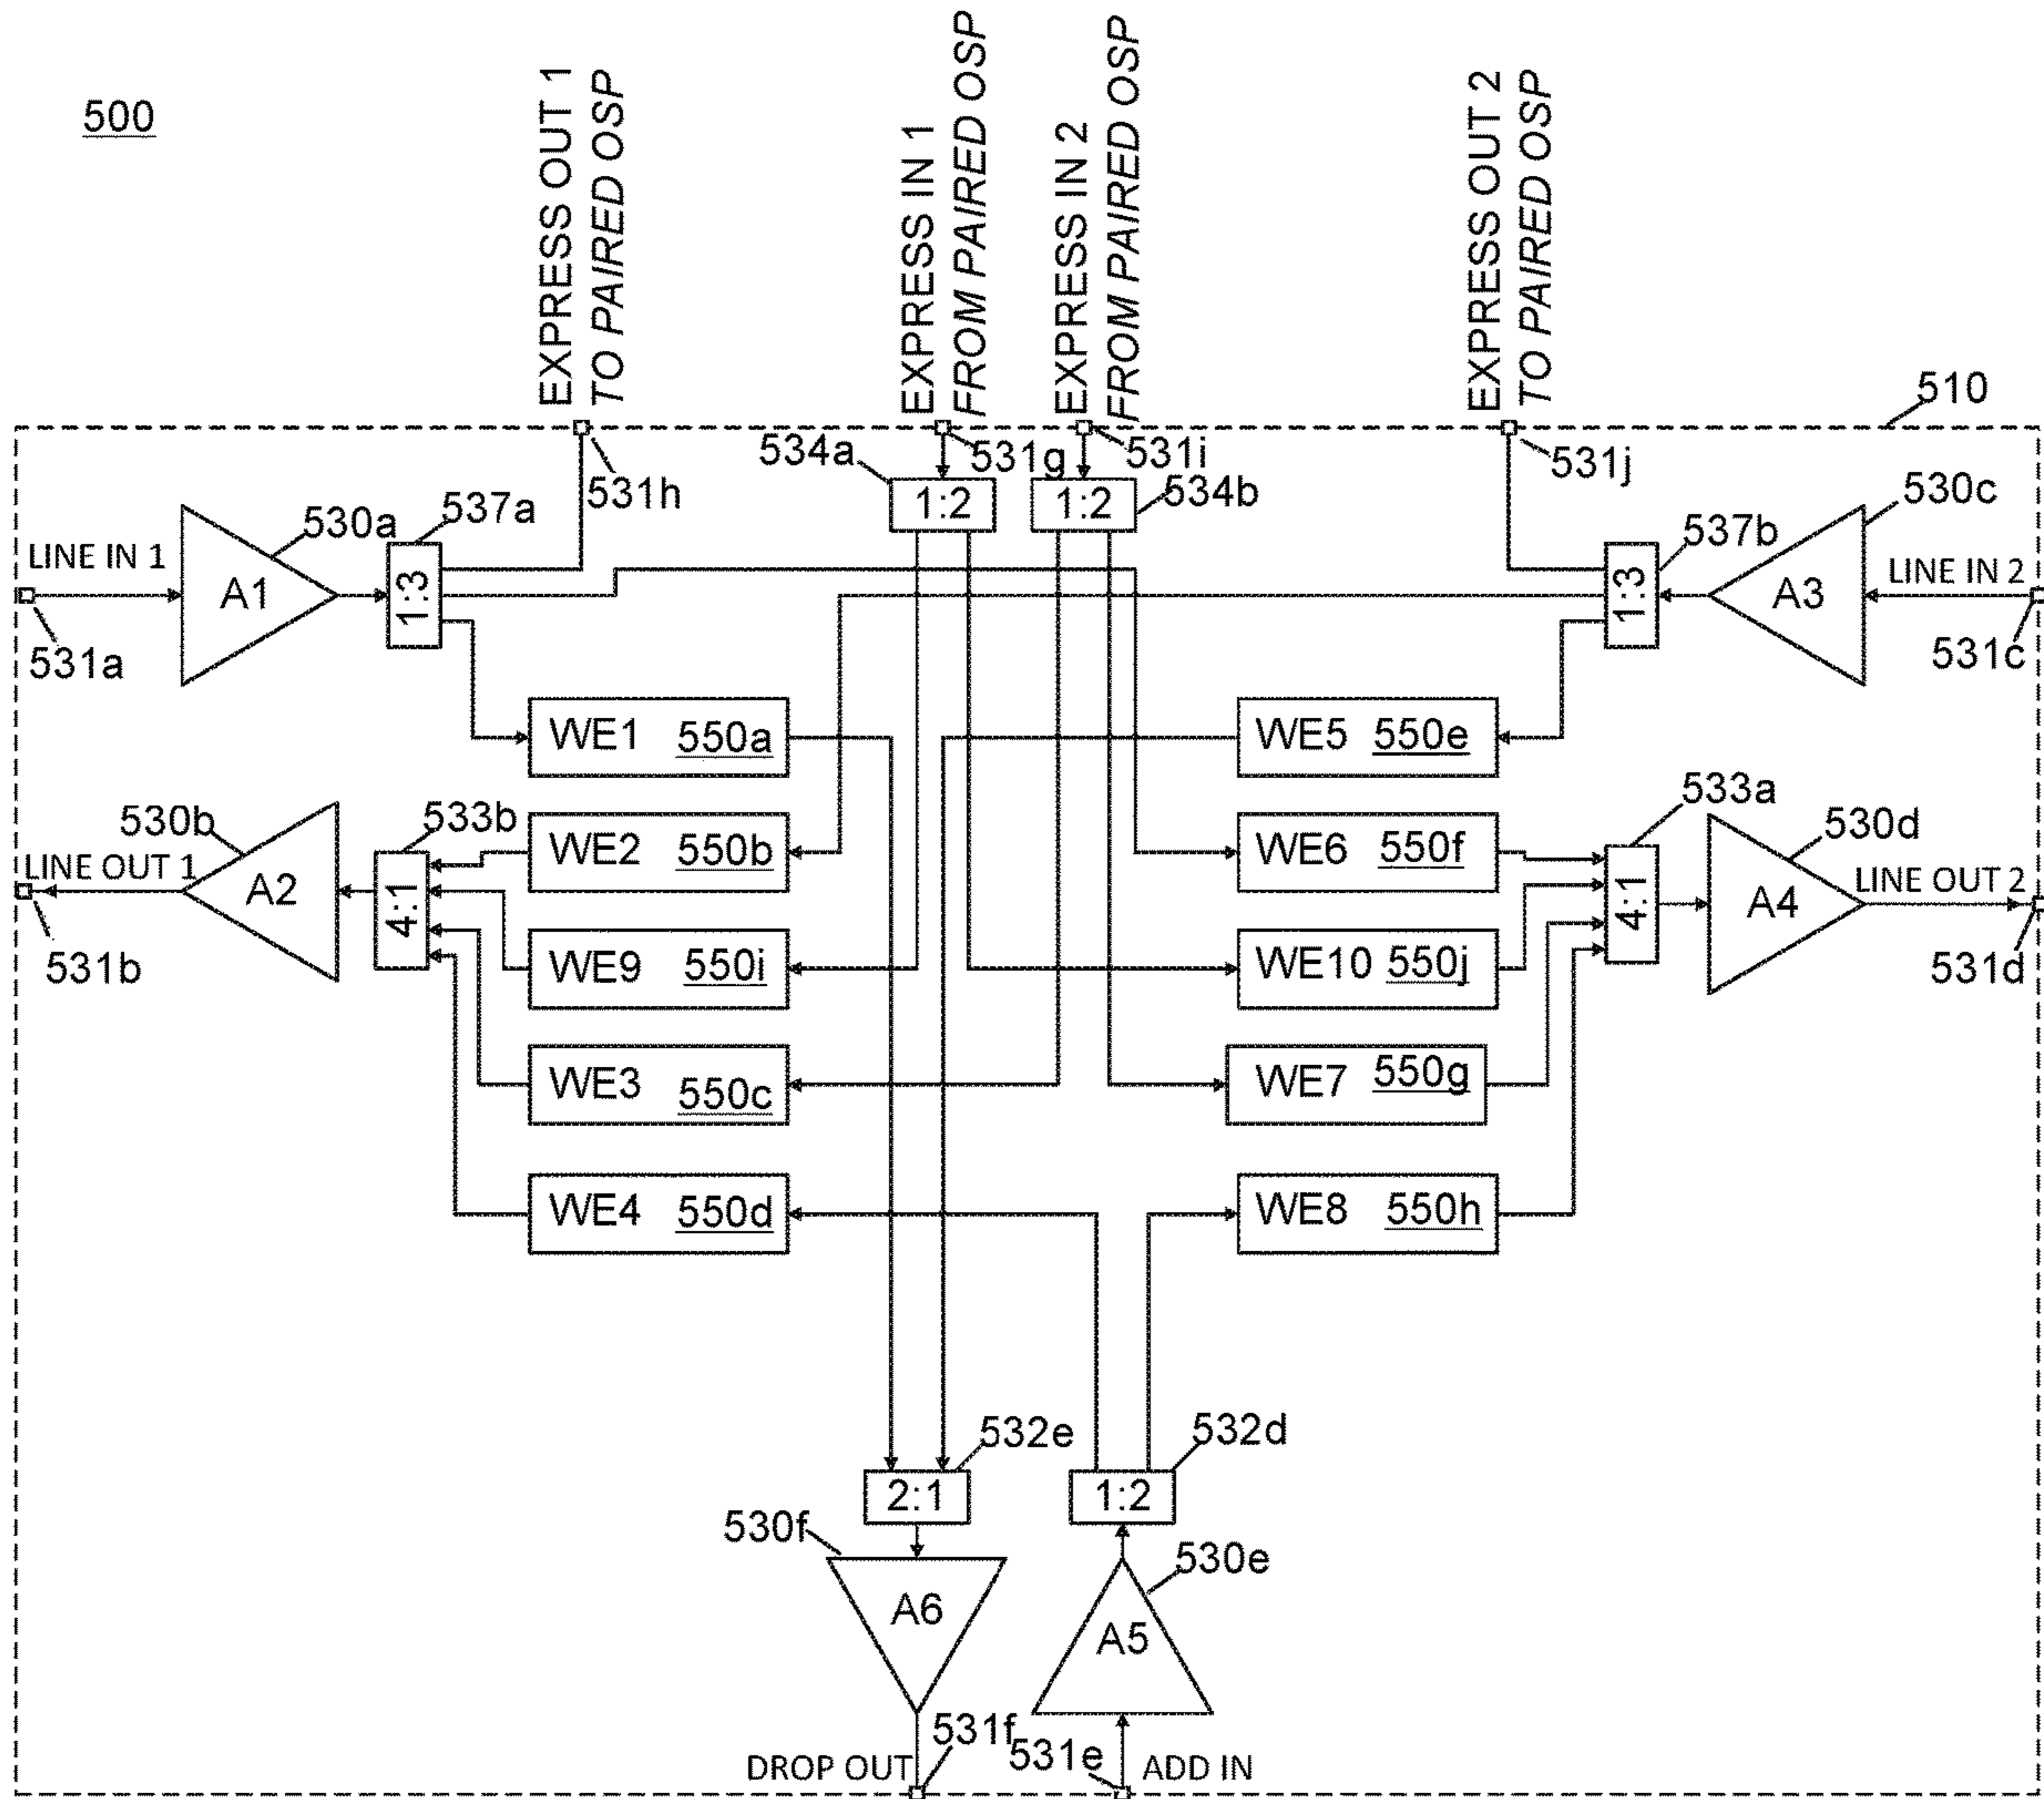 500
EXPRESS OUT 1
TO PAIRED OSP
EXPRESS IN 1
FROM PAIRED OSP
EXPRESS IN 2
FROM PAIRED OSP
EXPRESS OUT 2
TO PAIRED OSP
510
534a
531g
531i
534b
531h
531j
1:2
1:2
530a
537a
530c
537b
LINE IN 1
A1
1:3
1:3
A3
LINE IN 2
531a
531c
WE1 550a
WE5 550e
530b
533b
533a
530d
LINE OUT 1
A2
4:1
WE2 550b
WE6 550f
4:1
A4
LINE OUT 2
531b
WE9 550i
WE10 550j
531d
WE3 550c
WE7 550g
WE4 550d
WE8 550h
532e
532d
2:1
1:2
530f
530e
A6
A5
531f
531e
DROP OUT
ADD IN